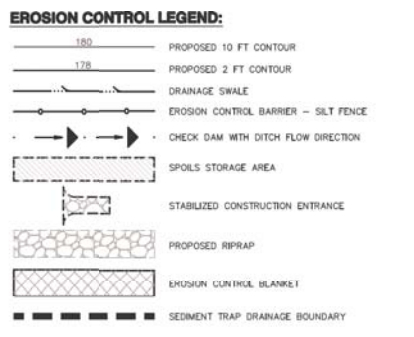 EROSION CONTROL LEGEND:
180 PROPOSED 10 FT CONTOUR
178 PROPOSED 2 FT CONTOUR
DRAINAGE SWALE
EROSION CONTROL BARRIER – SILT FENCE
CHECK DAM WITH DITCH FLOW DIRECTION
SPOILS STORAGE AREA
STABILIZED CONSTRUCTION ENTRANCE
PROPOSED RIPRAP
EROSION CONTROL BLANKET
SEDIMENT TRAP DRAINAGE BOUNDARY